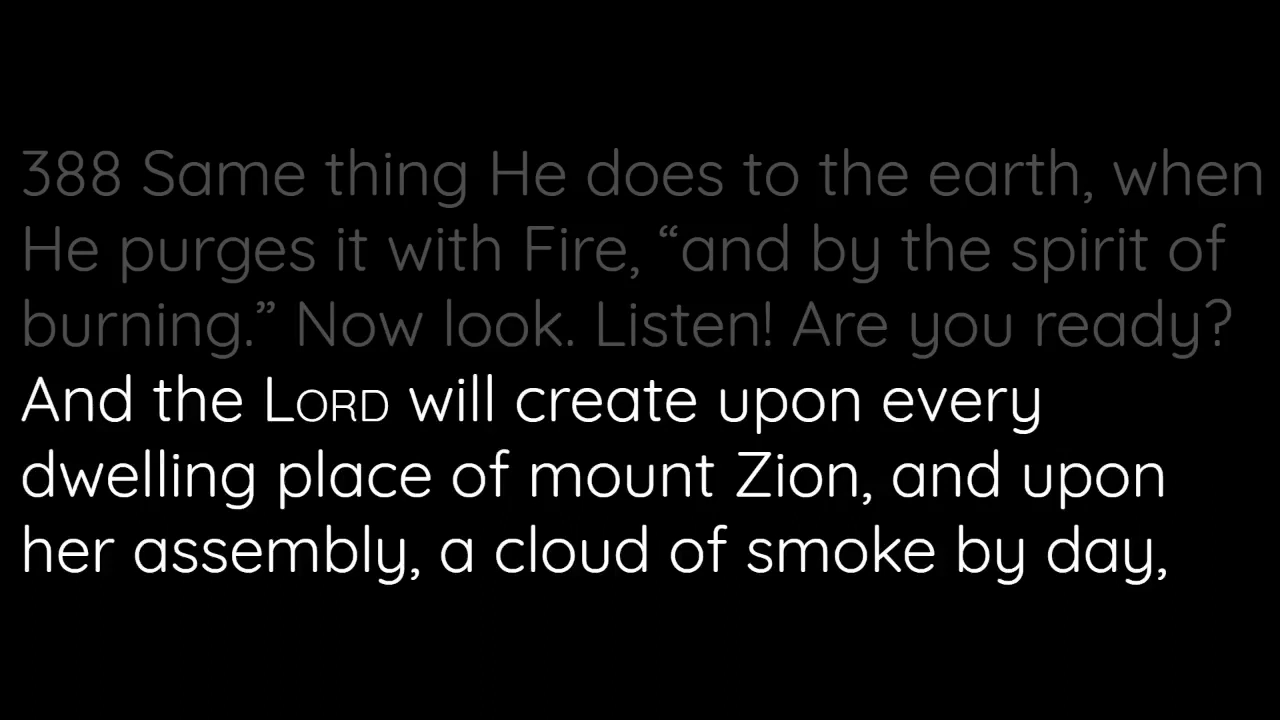 388 Same thing He does to the earth, when
He purges it with Fire, “and by the spirit of
burning.” Now look. Listen! Are you ready?
And the LORD will create upon every
dwelling place of mount Zion, and upon
her assembly, a cloud of smoke by day,